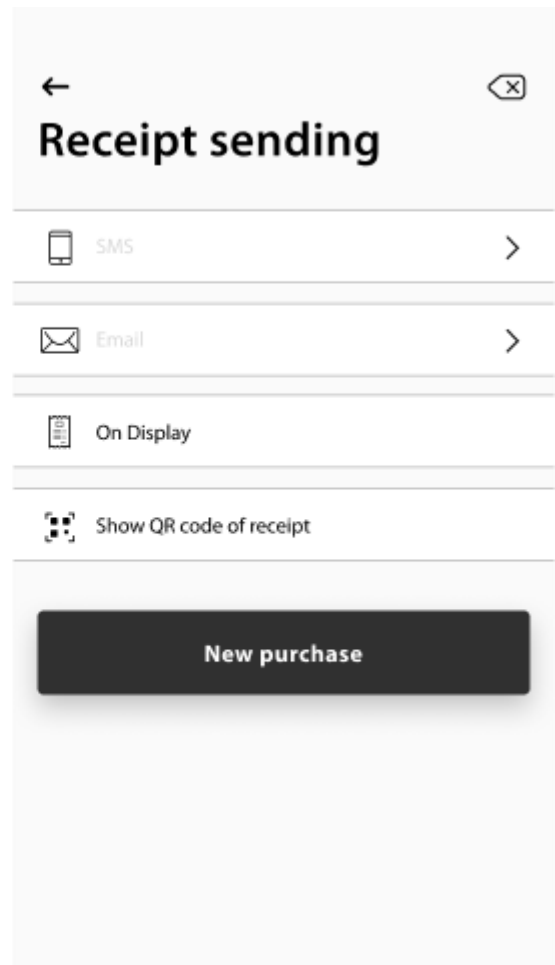 Receipt sending
SMS
Email
On Display
Show QR code of receipt
New purchase